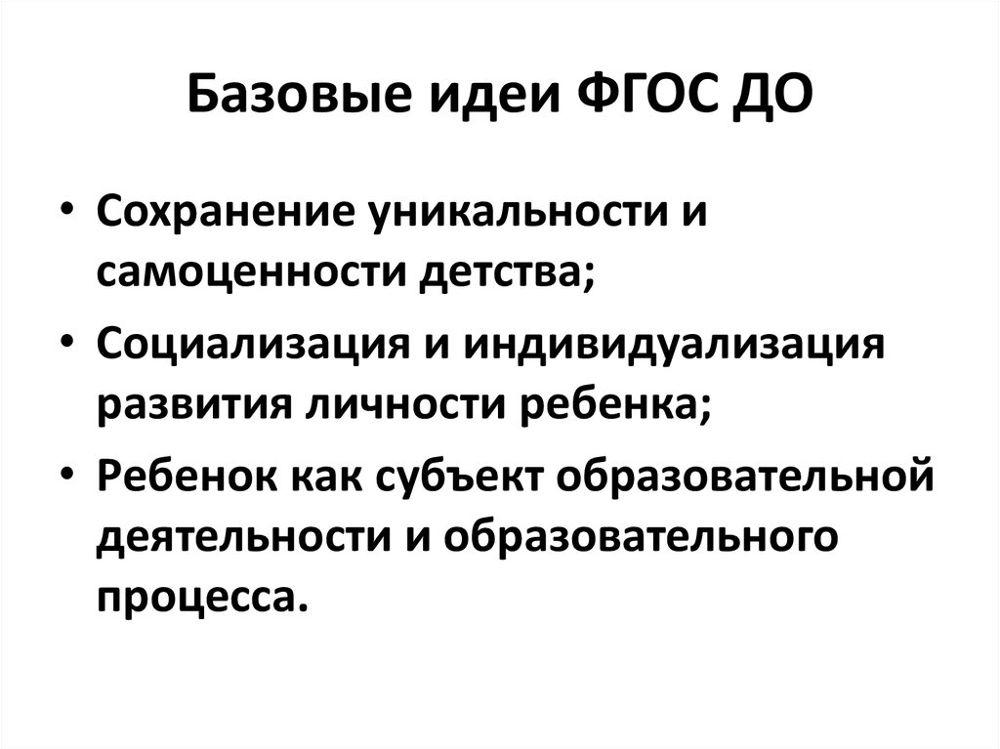 Базовые идеи ФГОС ДО
• Сохранение уникальности и
самоценности детства;
• Социализация и индивидуализация
развития личности ребенка;
• Ребенок как субъект образовательной
деятельности и образовательного
процесса.